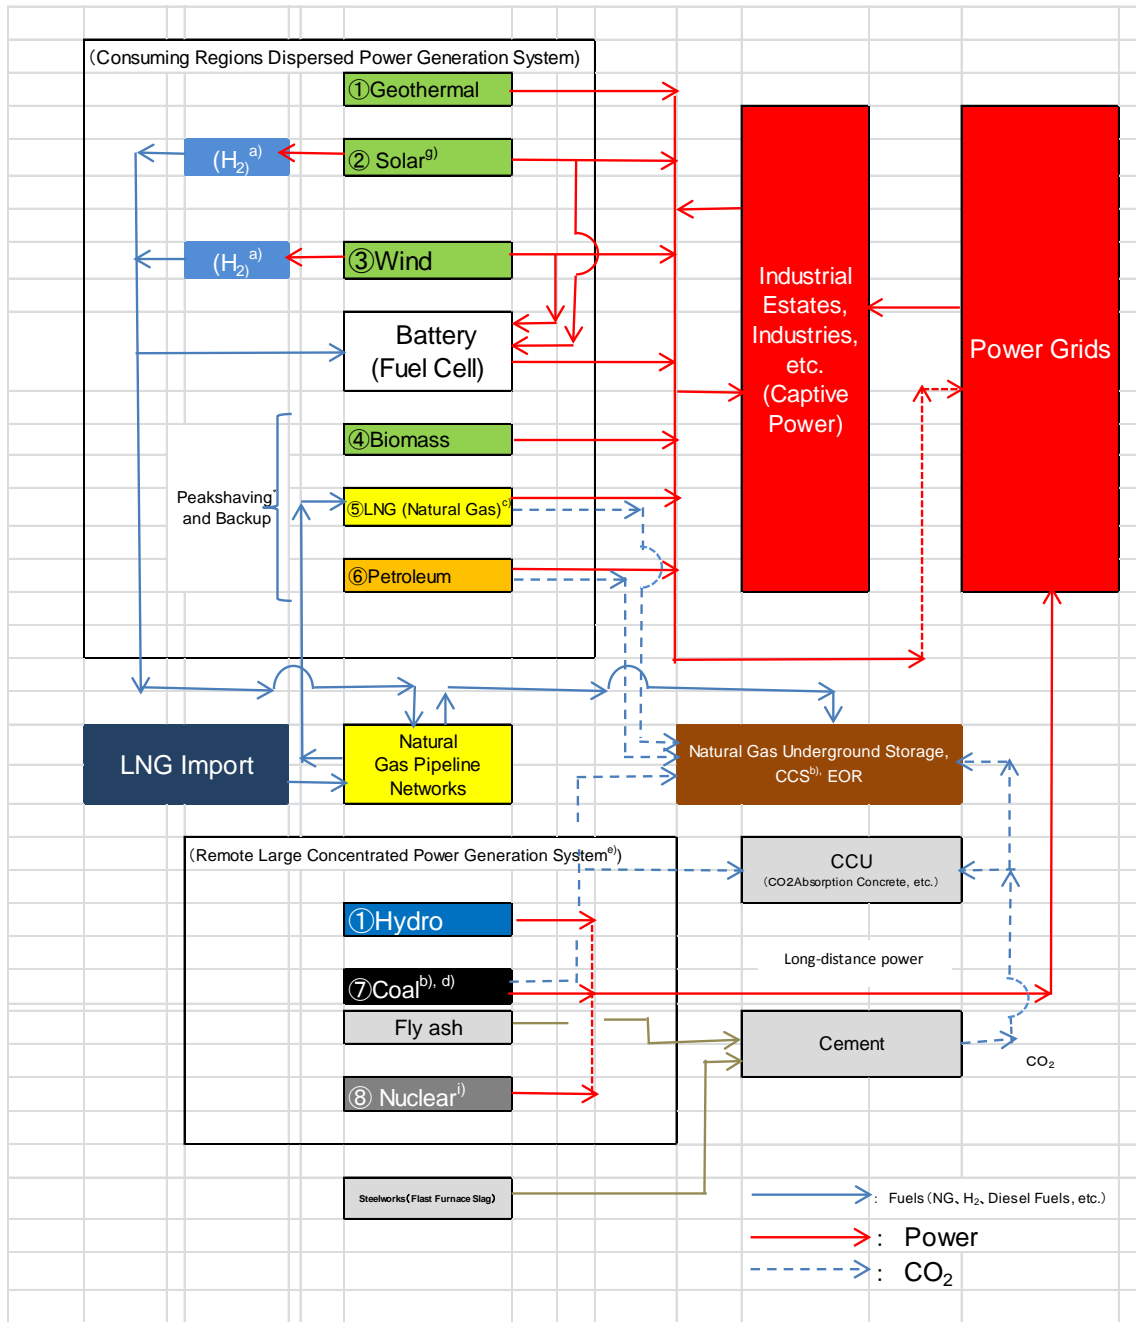 (Consuming Regions Dispersed Power Generation System)
①Geothermal
(H2)a)
② Solarg)
(H2)a)
③Wind
Battery
(Fuel Cell)
Industrial
Estates,
Industries,
etc.
(Captive
Power)
Power Grids
④Biomass
Peakshaving
and Backup
⑤LNG (Natural Gas)c)
⑥Petroleum
LNG Import
Natural
Gas Pipeline
Networks
Natural Gas Underground Storage,
CCSb), EOR
(Remote Large Concentrated Power Generation Systeme))
CCU
(CO2Absorption Concrete, etc.)
①Hydro
Long-distance power
⑦Coalb), d)
Fly ash
Cement
CO2
⑧ Nucleari)
Steelworks(Flast Furnace Slag)
: Fuels(NG、H2、Diesel Fuels, etc.)
: Power
: CO2